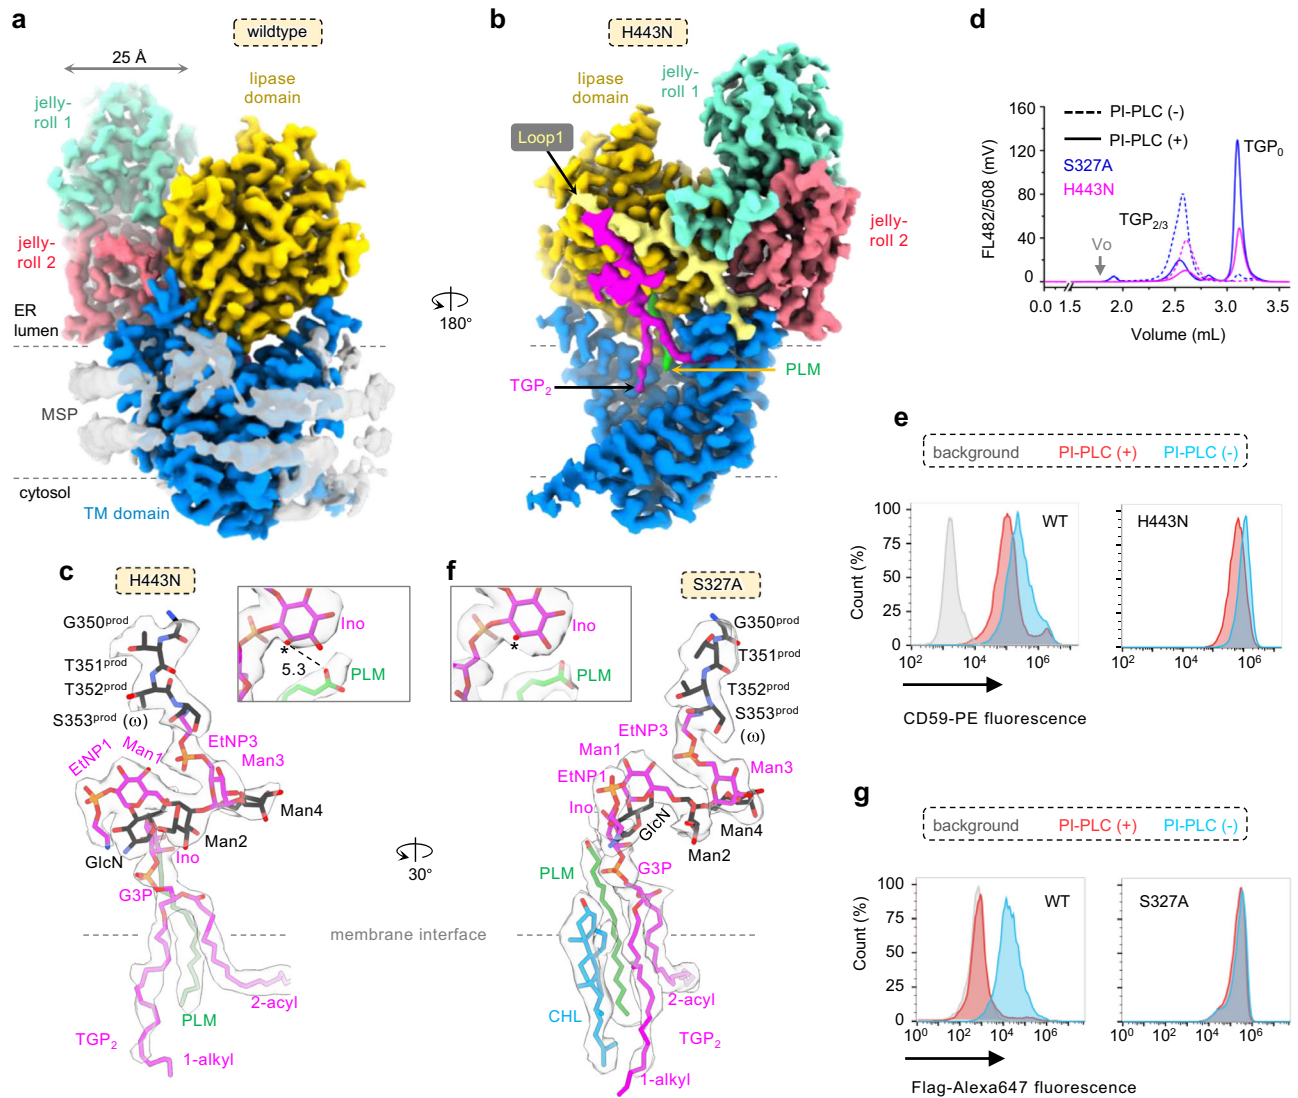 a
wildtype
25 Å
jelly-
roll 1
lipase
domain
jelly-
roll 2
ER
lumen
MSP
cytosol
TM domain
180°
b
H443N
lipase
domain
jelly-
roll 1
Loop1
jelly-
roll 2
TGP2
PLM
d
160
120
80
40
0
FL482/508 (mV)
PI-PLC (-)
PI-PLC (+)
S327A
H443N
TGP0
TGP2/3
Vo
0.0 1.5 2.0 2.5 3.0 3.5
Volume (mL)
e
background PI-PLC (+) PI-PLC (-)
100
75
50
25
0
Count (%)
WT
H443N
10² 10⁴ 10⁶
10² 10⁴ 10⁶
CD59-PE fluorescence
c
H443N
G350prod
T351prod
T352prod
S353prod (ω)
Ino
*
5.3
PLM
EtNP1
Man1
EtNP3
Man3
Man4
Man2
GlcN
Ino
G3P
2-acyl
PLM
TGP2
1-alkyl
30°
membrane interface
f
S327A
Ino
*
PLM
G350prod
T351prod
T352prod
S353prod
(ω)
EtNP3
Man1
EtNP1
Man3
Ino
GlcN
Man4
Man2
G3P
PLM
CHL
2-acyl
TGP2
1-alkyl
g
background PI-PLC (+) PI-PLC (-)
100
75
50
25
0
Count (%)
WT
S327A
10⁰ 10² 10⁴ 10⁶
10⁰ 10² 10⁴ 10⁶
Flag-Alexa647 fluorescence